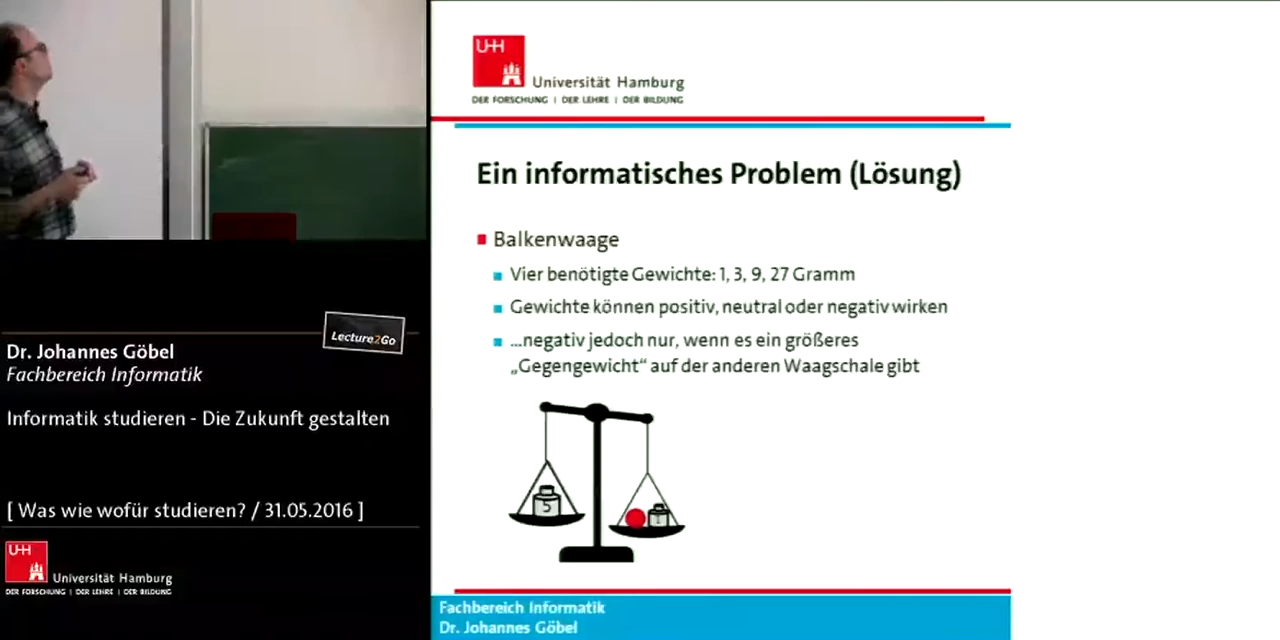 Lecture2Go
Dr. Johannes Göbel
Fachbereich Informatik
Informatik studieren - Die Zukunft gestalten
[ Was wie wofür studieren? / 31.05.2016 ]
UH
Universität Hamburg
DER FORSCHUNG | DER LEHRE | DER BILDUNG
UH
Universität Hamburg
DER FORSCHUNG | DER LEHRE | DER BILDUNG
Ein informatisches Problem (Lösung)
Balkenwaage
Vier benötigte Gewichte: 1, 3, 9, 27 Gramm
Gewichte können positiv, neutral oder negativ wirken
...negativ jedoch nur, wenn es ein größeres
„Gegengewicht“ auf der anderen Waagschale gibt
5
1
Fachbereich Informatik
Dr. Johannes Göbel